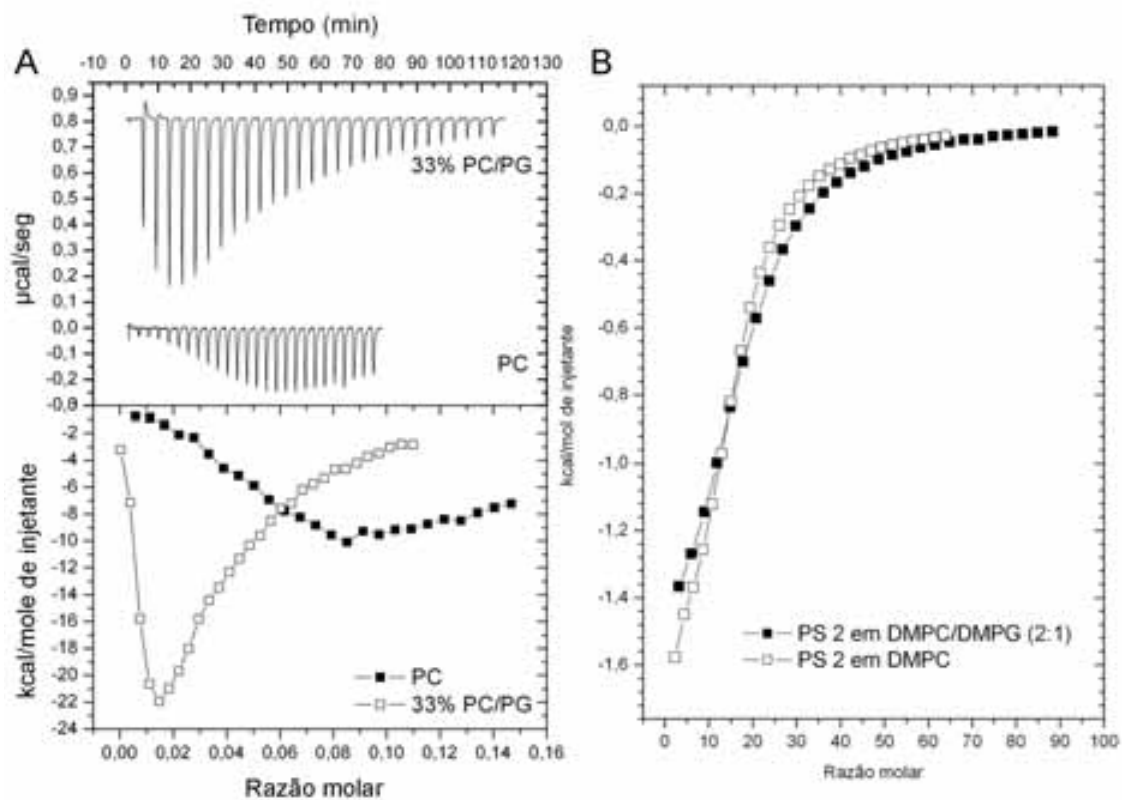 Tempo (min)
A
-10 0 10 20 30 40 50 60 70 80 90 100 110 120 130
0,9
0,8
0,7
0,6
0,5
0,4
0,3
0,2
0,1
0,0
-0,1
-0,2
µcal/seg
33% PC/PG
PC
-2
-4
-6
-8
-10
-12
-14
-16
-18
-20
-22
-24
kcal/mole de injetante
PC
33% PC/PG
0,00 0,02 0,04 0,06 0,08 0,10 0,12 0,14 0,16
Razão molar
B
0,0
-0,2
-0,4
-0,6
-0,8
-1,0
-1,2
-1,4
-1,6
kcal/mol de injetante
PS 2 em DMPC/DMPG (2:1)
PS 2 em DMPC
0 10 20 30 40 50 60 70 80 90 100
Razão molar